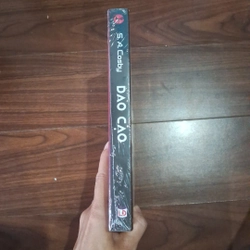 S. A. Cosby
DAO CẠO